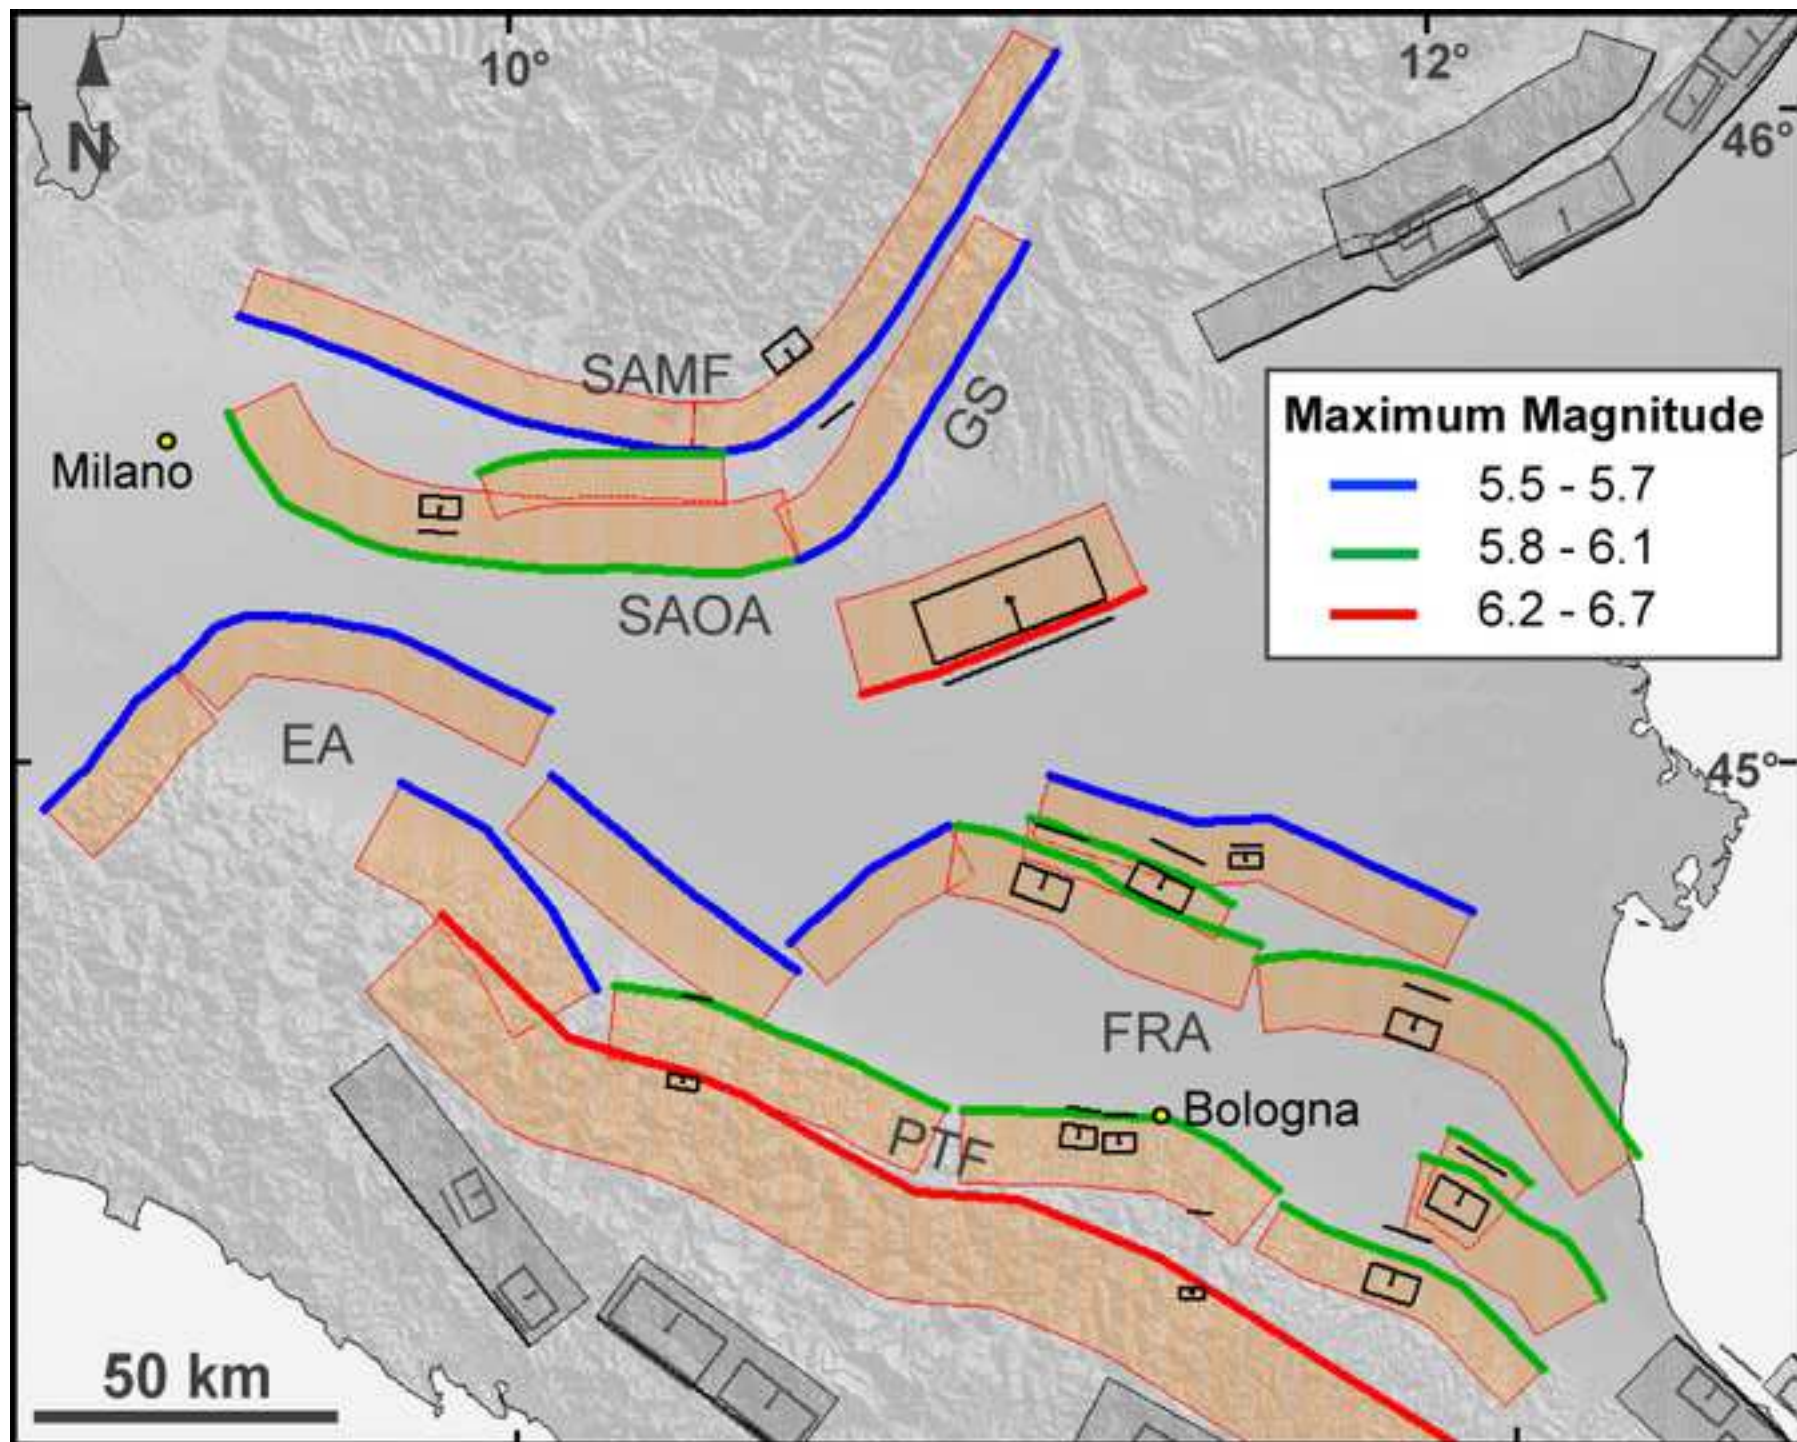 10°
12°
N
46°
SAMF
GS
Maximum Magnitude
5.5 - 5.7
5.8 - 6.1
6.2 - 6.7
Milano
SAOA
EA
45°
FRA
Bologna
PTF
50 km